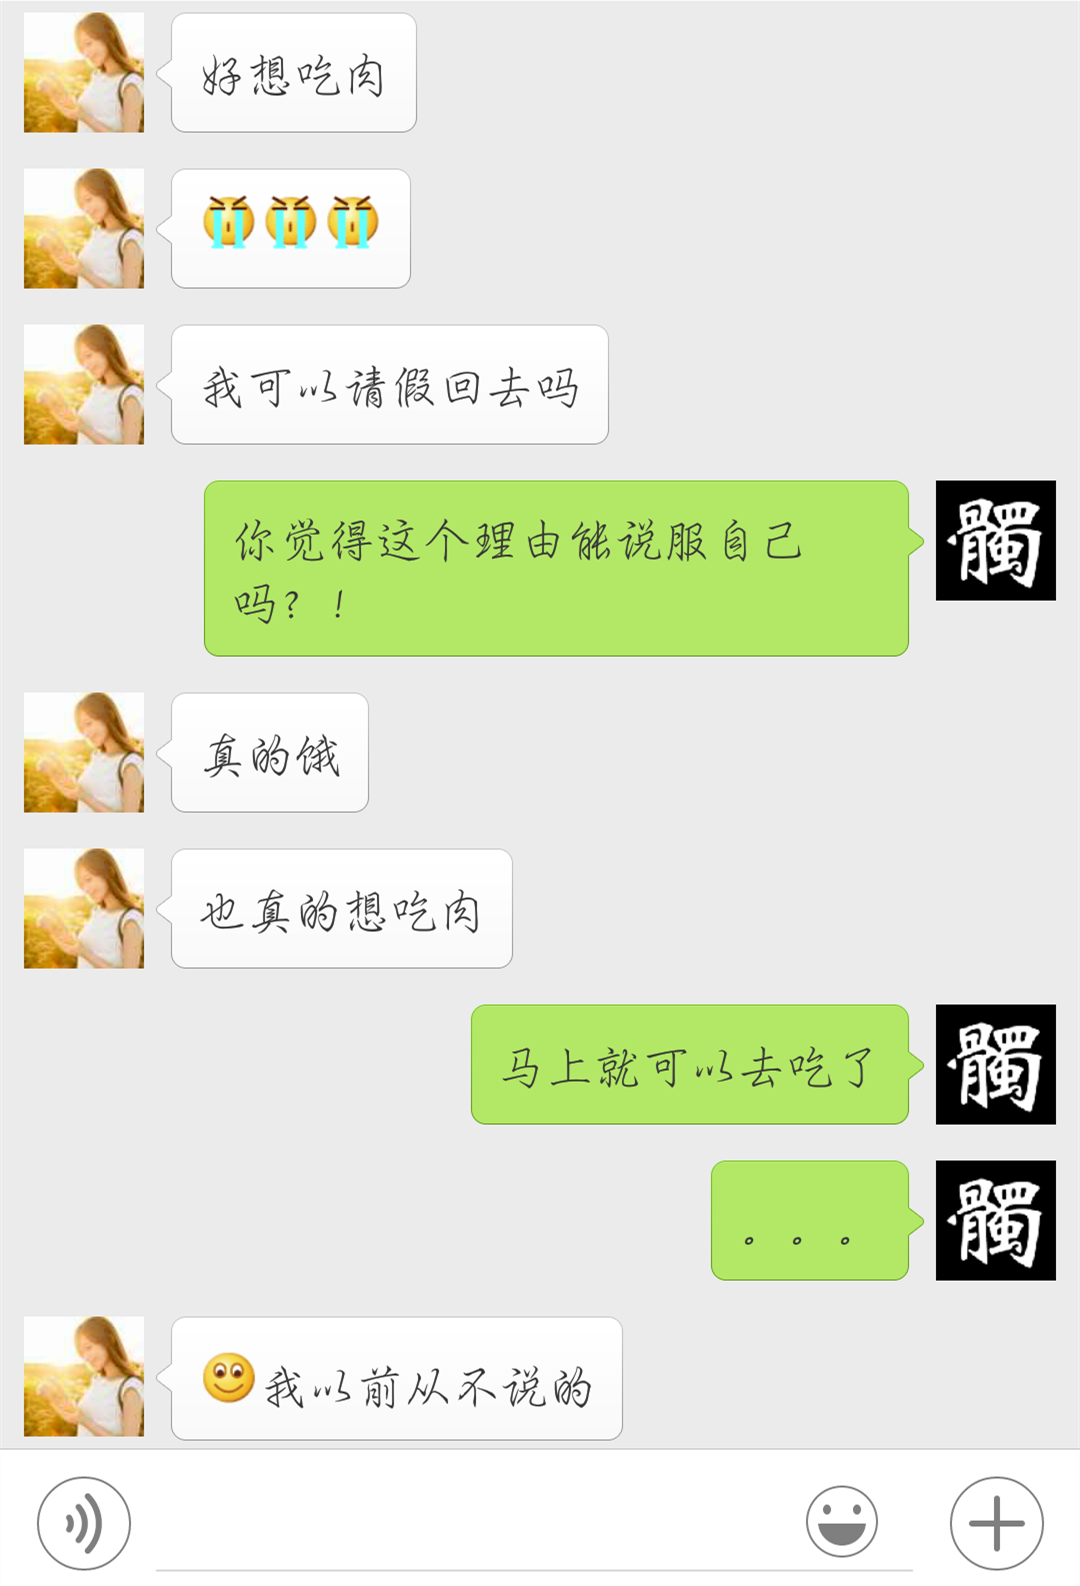 好想吃肉
😭😭😭
我可以请假回去吗
你觉得这个理由能说服自己
吗？！
髑
真的饿
也真的想吃肉
马上就可以去吃了
髑
。。。
髑
🙂我以前从不说的